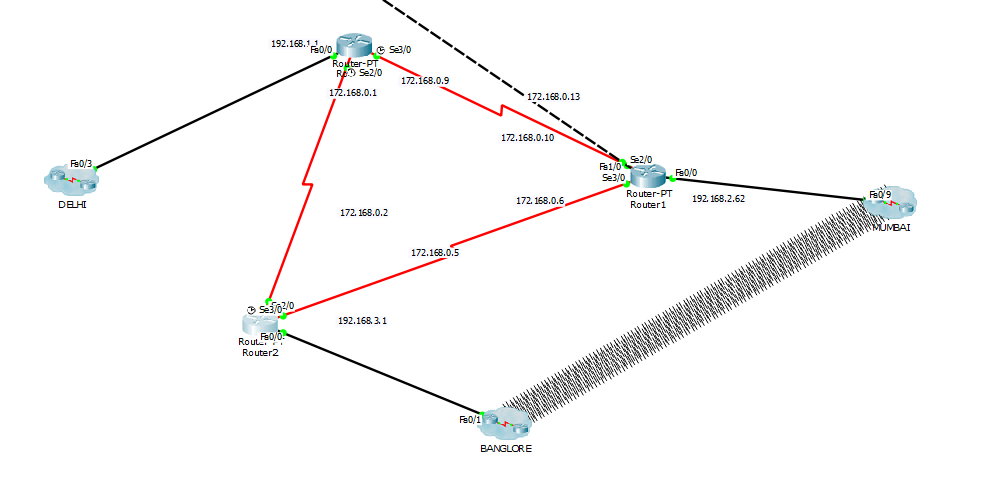 192.168.1.1
Fa0/0
Se3/0
Router-PT
Se2/0
172.168.0.9
172.168.0.1
172.168.0.13
172.168.0.10
Se2/0
Fa1/0
Fa0/0
Se3/0
Router-PT
Router1
Fa0/3
DELHI
172.168.0.6
192.168.2.62
Fa0/9
MUMBAI
172.168.0.2
172.168.0.5
Se2/0
Se3/0
192.168.3.1
Fa0/0
Router2
Fa0/1
BANGLORE